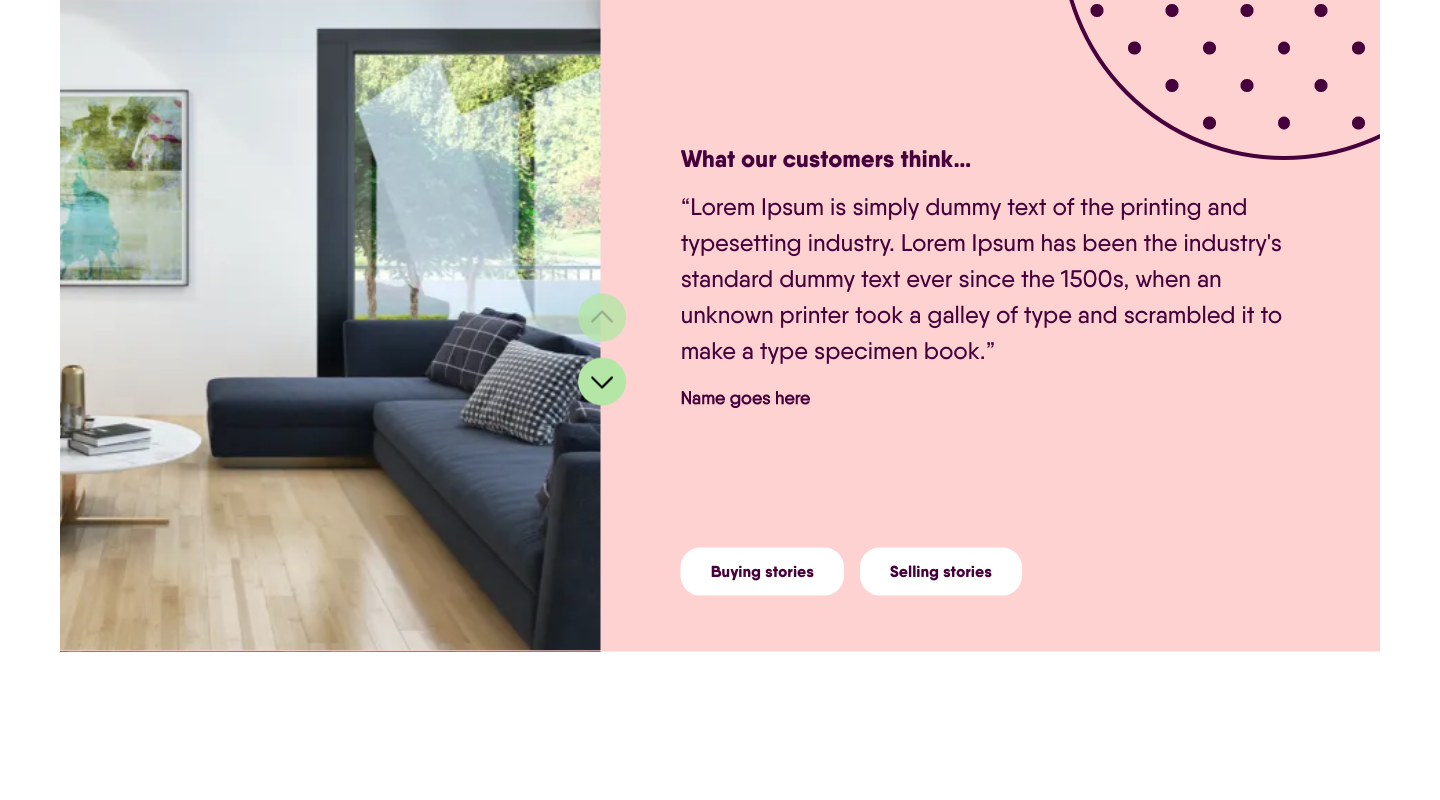 What our customers think...
“Lorem Ipsum is simply dummy text of the printing and
typesetting industry. Lorem Ipsum has been the industry's
standard dummy text ever since the 1500s, when an
unknown printer took a galley of type and scrambled it to
make a type specimen book.”
Name goes here
Buying stories
Selling stories